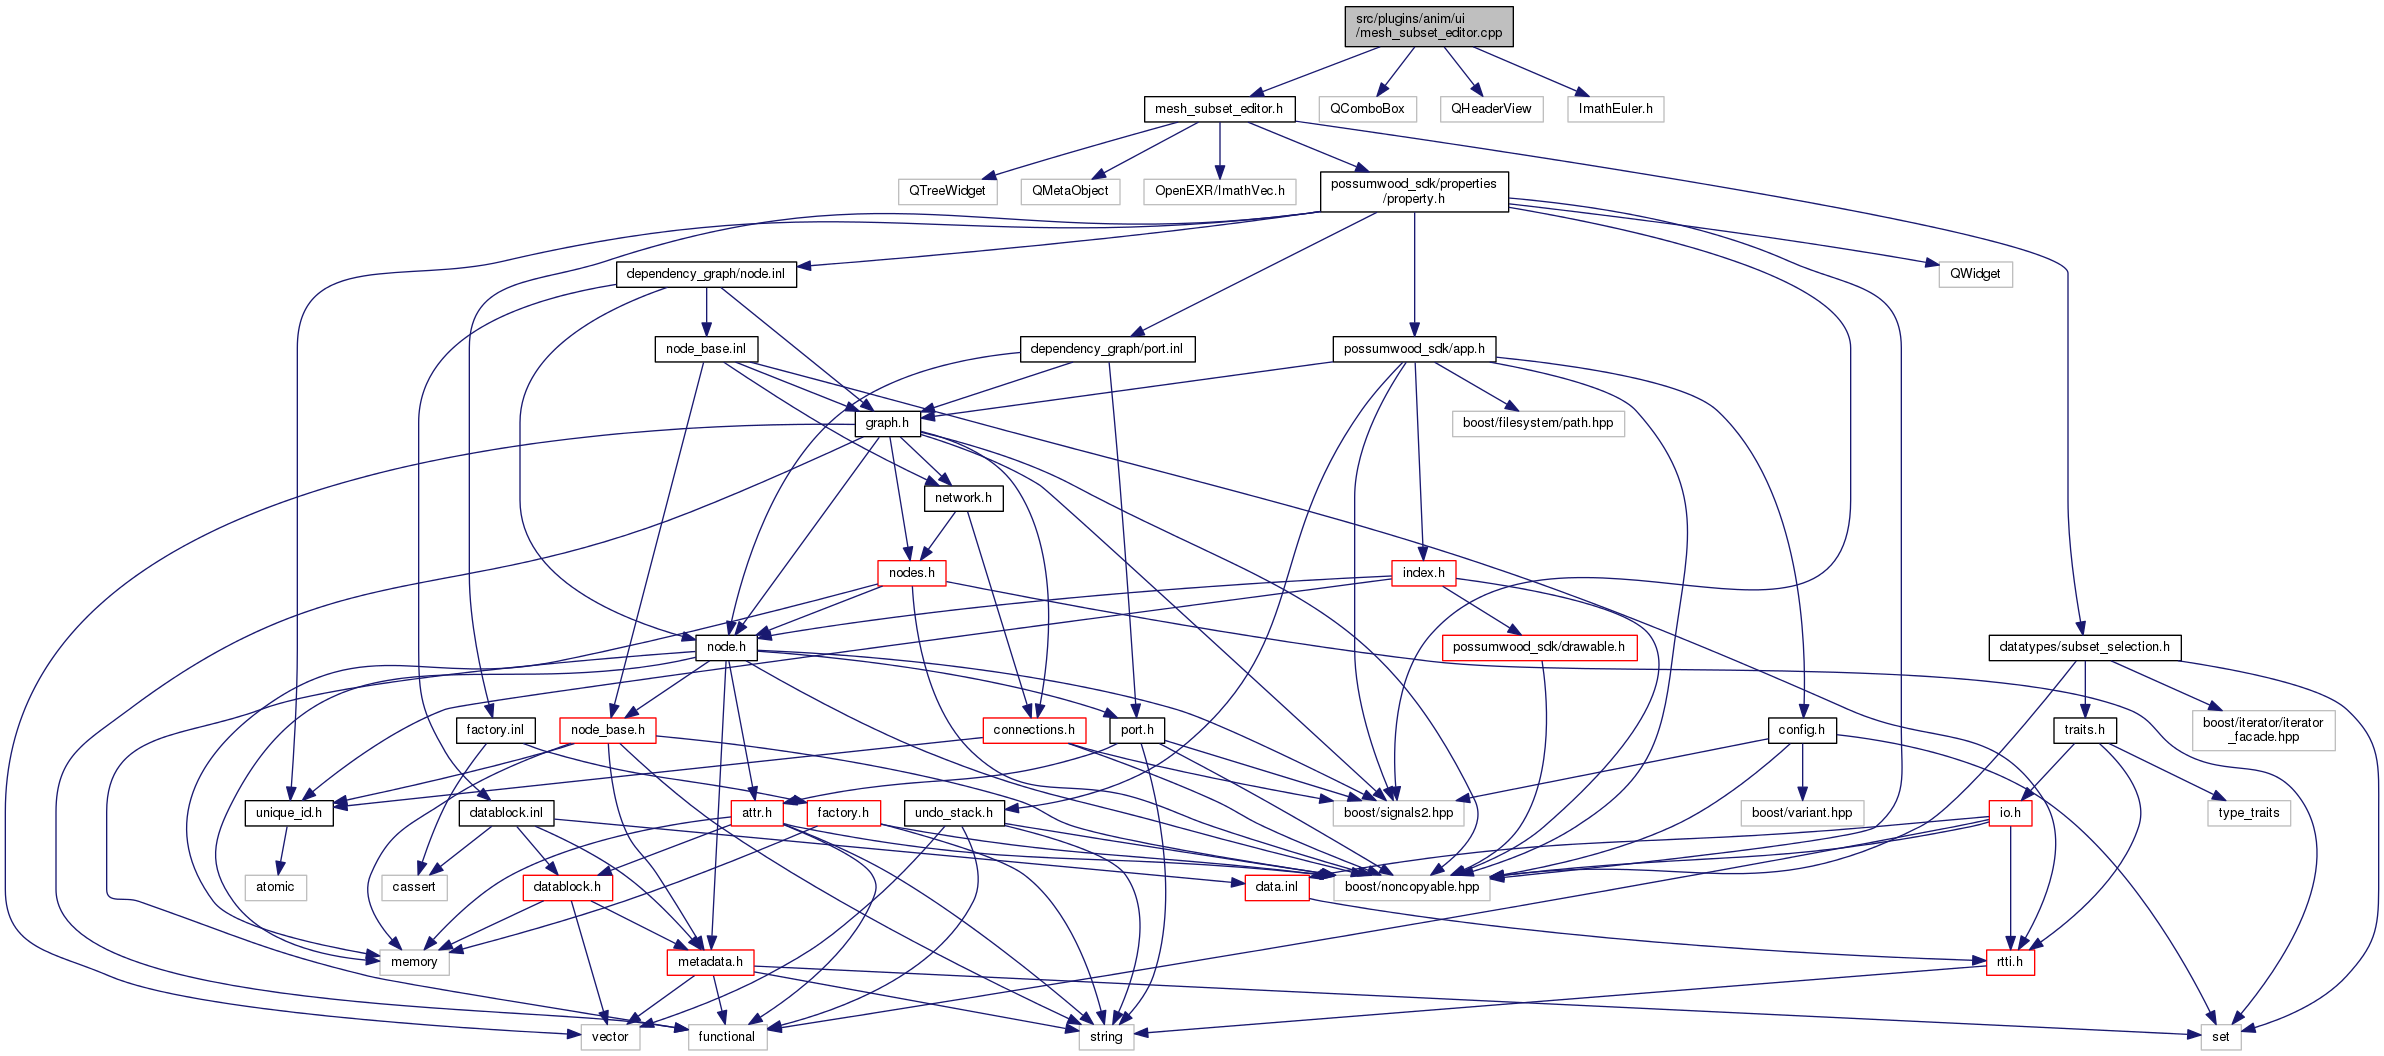 src/plugins/anim/ui
/mesh_subset_editor.cpp
mesh_subset_editor.h
QComboBox
QHeaderView
ImathEuler.h
QTreeWidget
QMetaObject
OpenEXR/ImathVec.h
possumwood_sdk/properties
/property.h
dependency_graph/node.inl
QWidget
node_base.inl
dependency_graph/port.inl
possumwood_sdk/app.h
graph.h
boost/filesystem/path.hpp
network.h
nodes.h
index.h
node.h
possumwood_sdk/drawable.h
datatypes/subset_selection.h
factory.inl
node_base.h
connections.h
port.h
config.h
traits.h
boost/iterator/iterator
_facade.hpp
unique_id.h
datablock.inl
attr.h
factory.h
undo_stack.h
boost/signals2.hpp
boost/variant.hpp
io.h
type_traits
atomic
cassert
datablock.h
data.inl
boost/noncopyable.hpp
memory
metadata.h
rtti.h
vector
functional
string
set